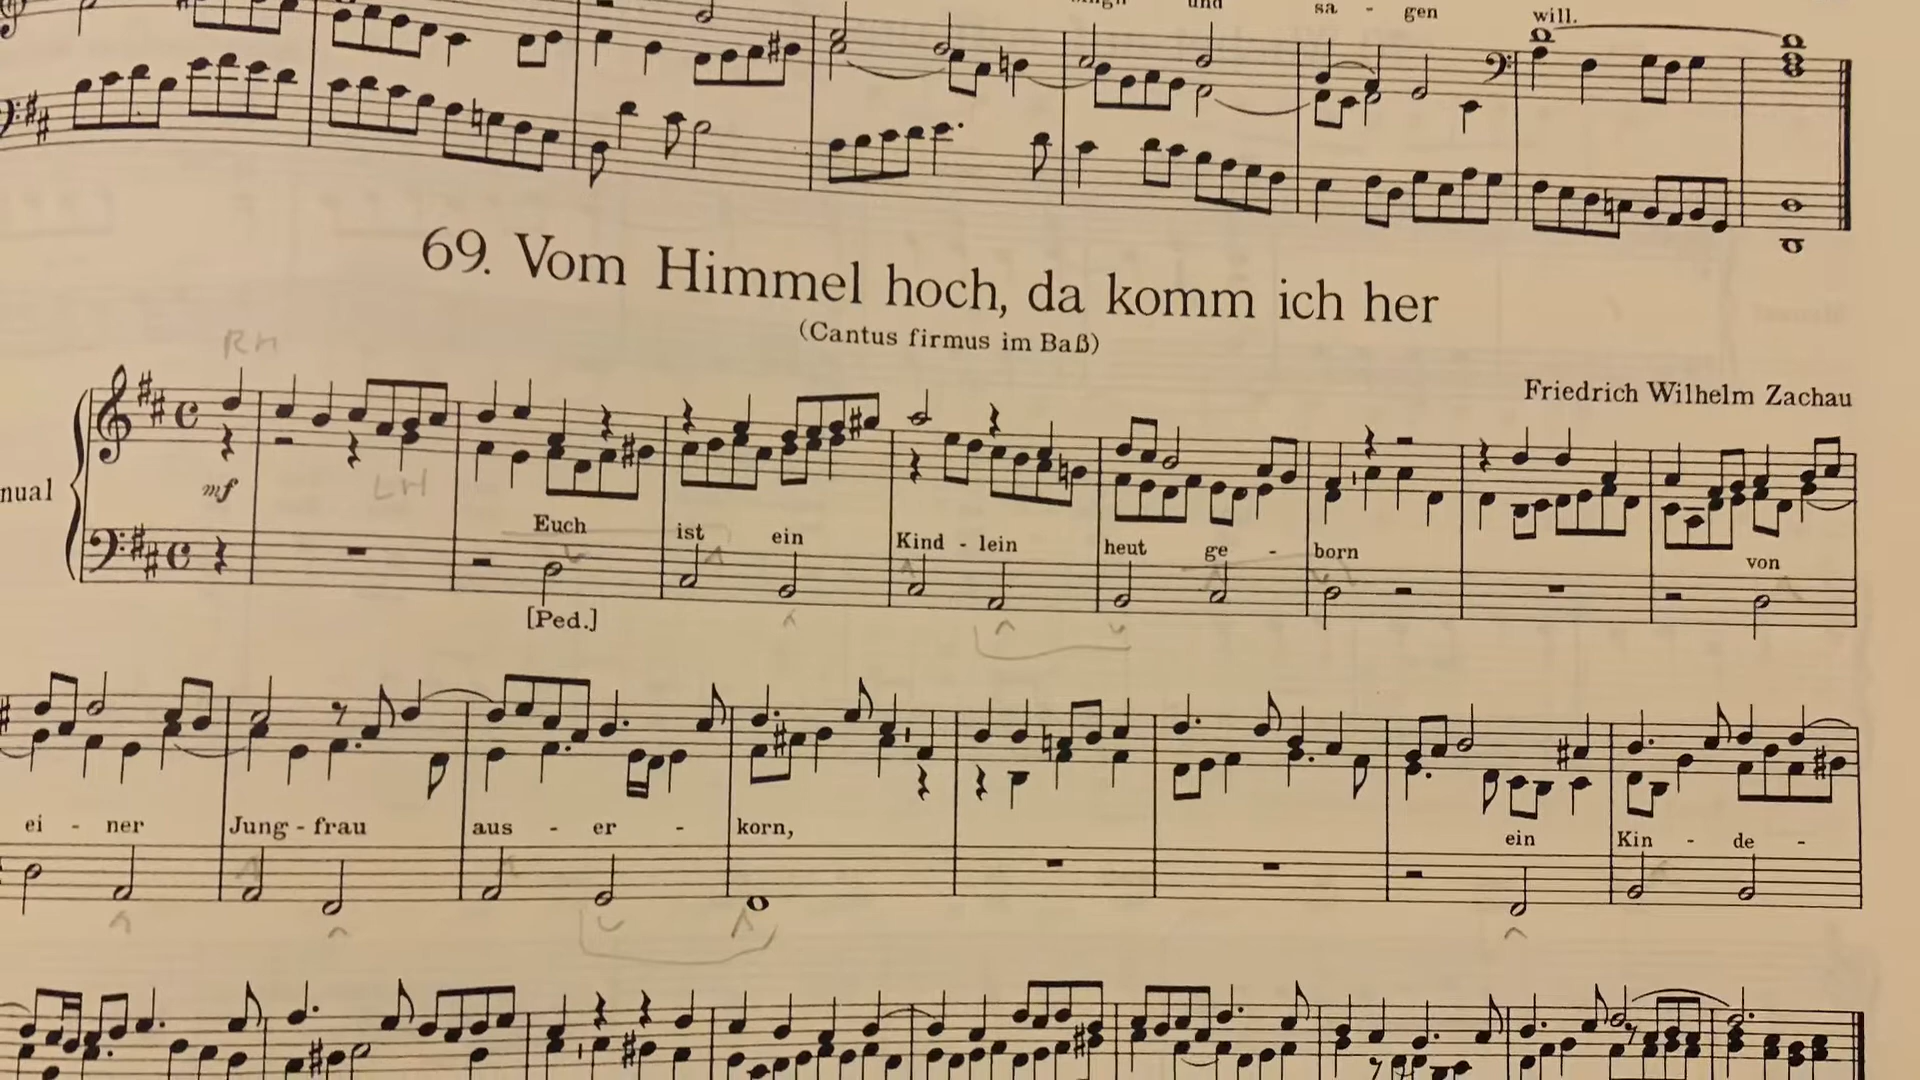 und sa - gen will.
69. Vom Himmel hoch, da komm ich her
(Cantus firmus im Baß)
RH
Friedrich Wilhelm Zachau
mf
LH
Euch ist ein Kind - lein heut ge - born von
[Ped.]
ei - ner Jung - frau aus - er - korn, ein Kin - de -